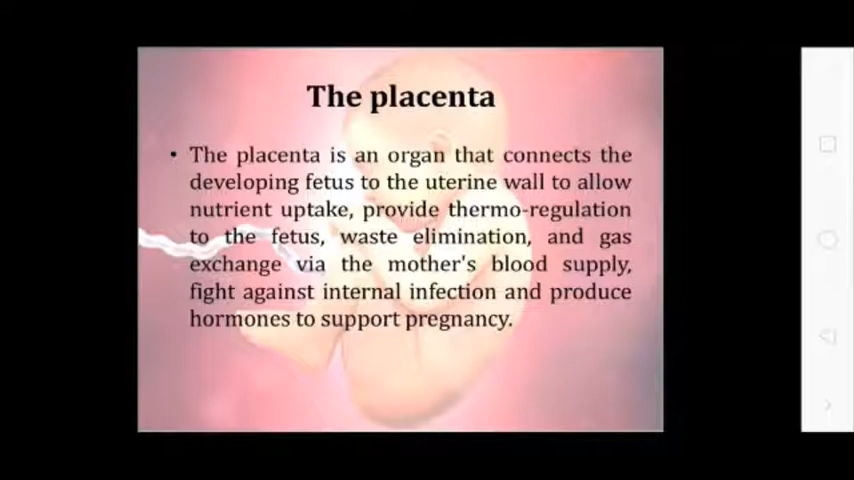 The placenta
• The placenta is an organ that connects the
developing fetus to the uterine wall to allow
nutrient uptake, provide thermo-regulation
to the fetus, waste elimination, and gas
exchange via the mother's blood supply,
fight against internal infection and produce
hormones to support pregnancy.